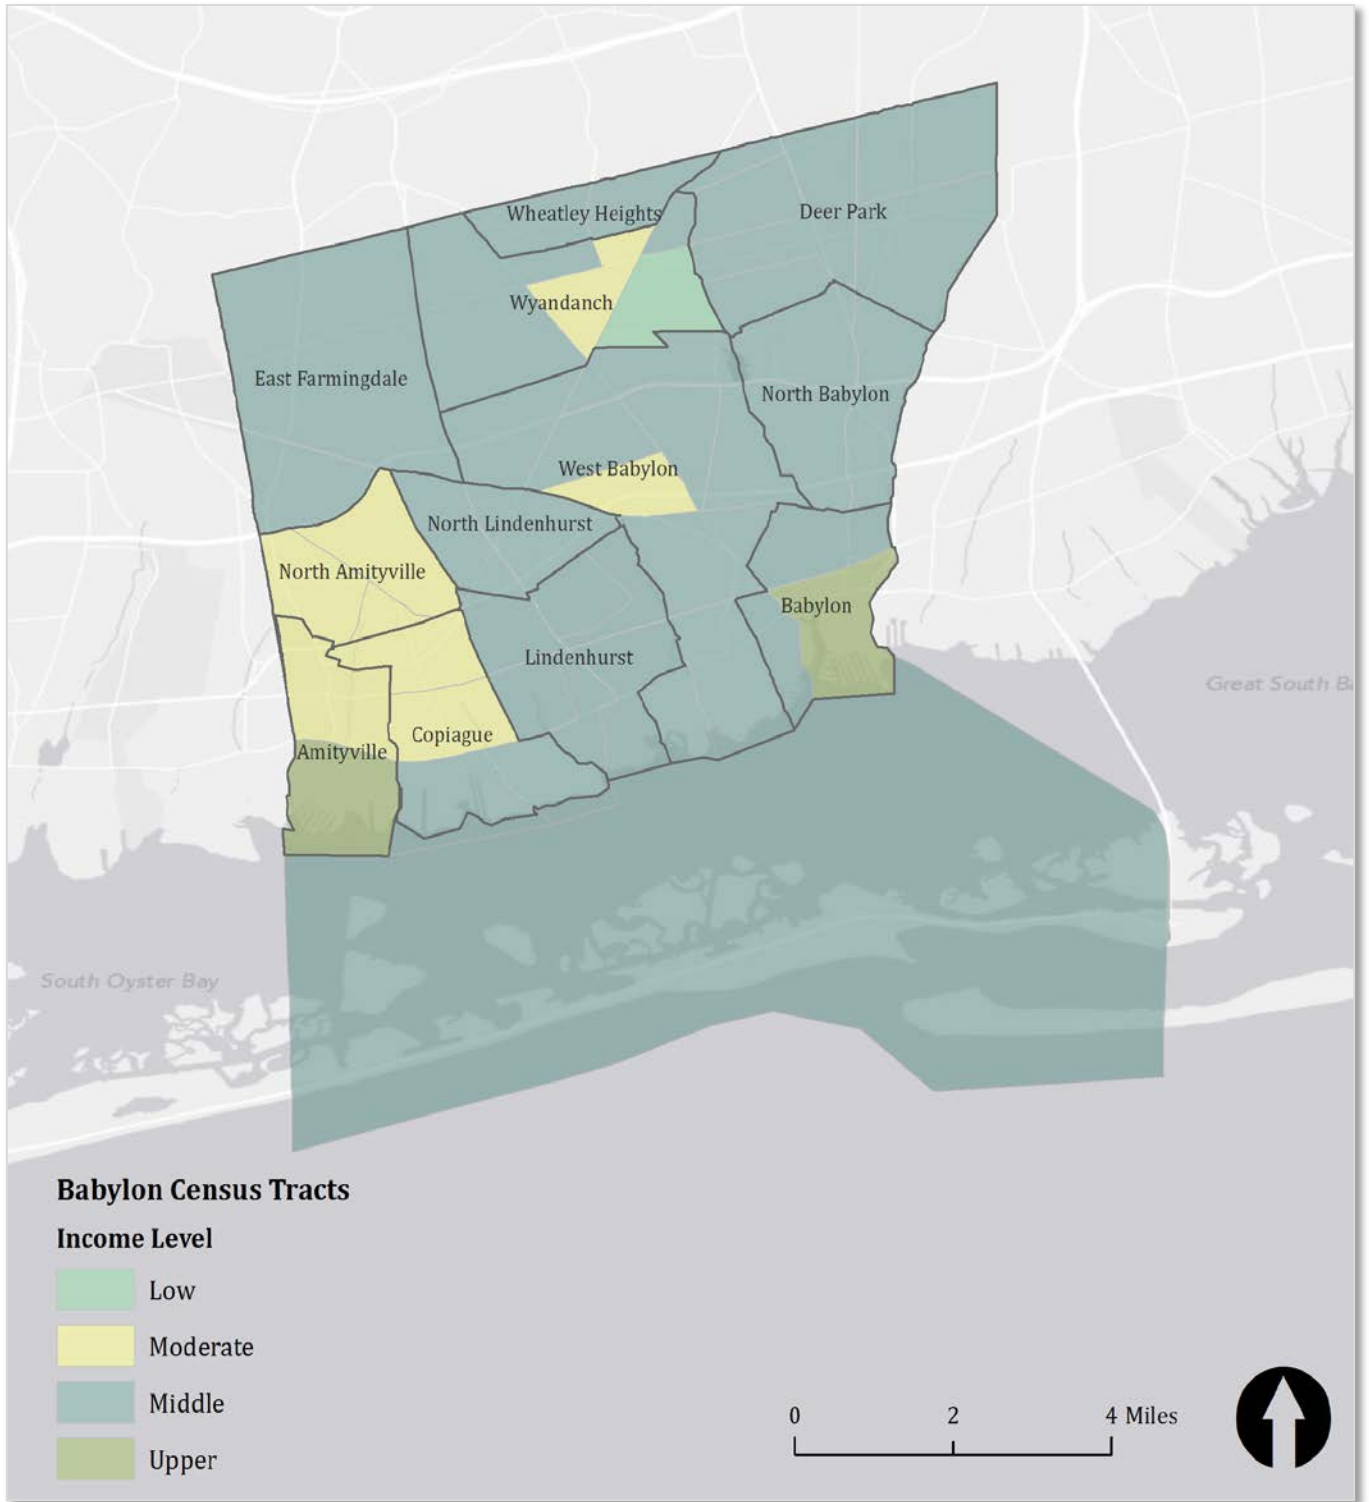 Wheatley Heights
Deer Park
Wyandanch
East Farmingdale
North Babylon
West Babylon
North Lindenhurst
North Amityville
Babylon
Lindenhurst
Great South B
Copiague
Amityville
South Oyster Bay
Babylon Census Tracts
Income Level
Low
Moderate
Middle
Upper
0 2 4 Miles